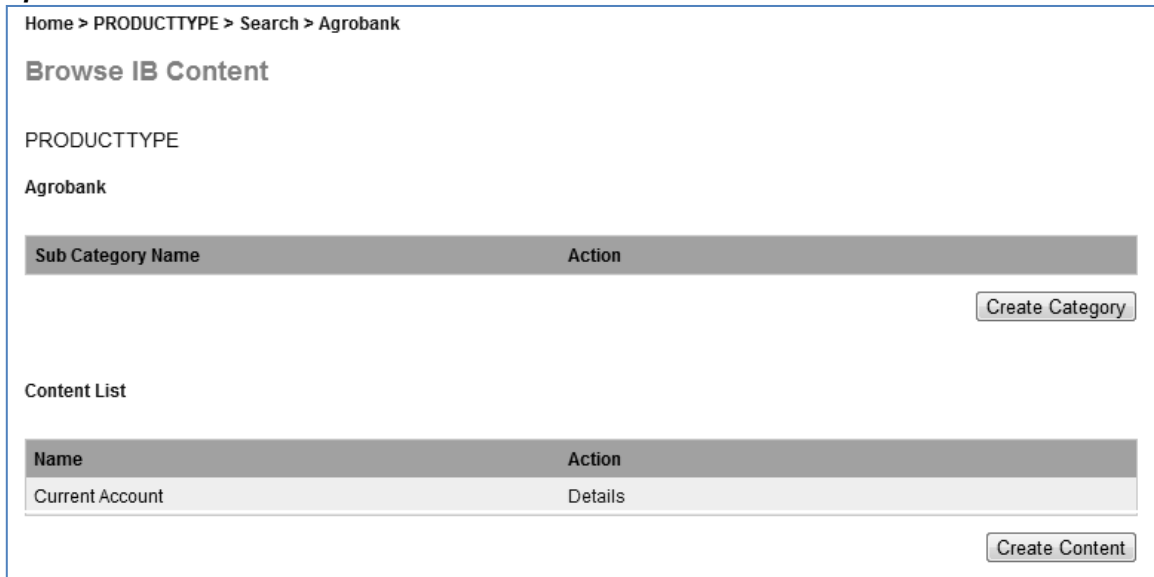 Home > PRODUCTTYPE > Search > Agrobank
Browse IB Content
PRODUCTTYPE
Agrobank
Sub Category Name Action
Create Category
Content List
Name Action
Current Account Details
Create Content